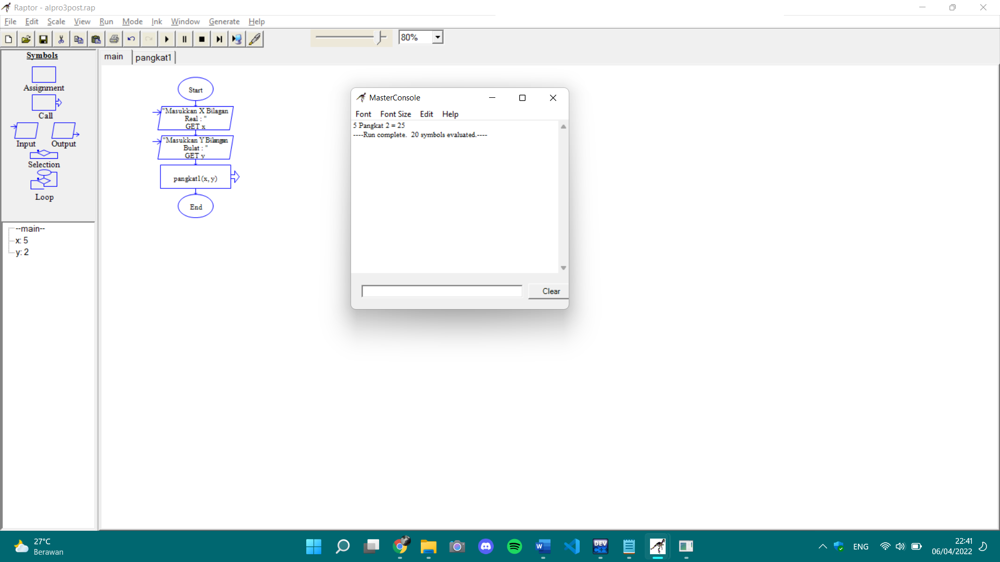 Raptor - alpro3post.rap
File Edit Scale View Run Mode Ink Window Generate Help
80%
Symbols
Assignment
Call
Input Output
Selection
Loop
--main--
x: 5
y: 2
main pangkat1
Start
"Masukkan X Bilagan
Real : "
GET x
"Masukkan Y Bilangan
Bulat : "
GET y
pangkat1(x, y)
End
MasterConsole
Font Font Size Edit Help
5 Pangkat 2 = 25
----Run complete. 20 symbols evaluated.----
Clear
27°C
Berawan
W
DEV
C++
ENG
22:41
06/04/2022